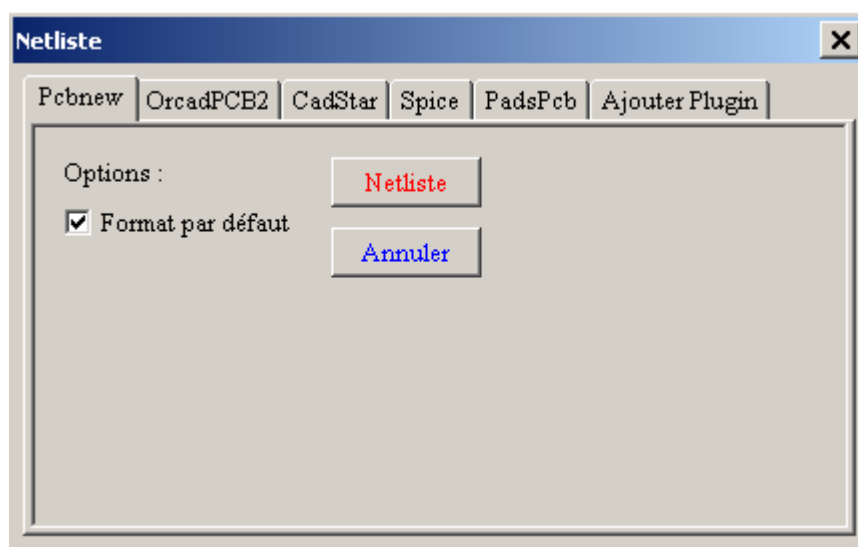 Netliste
Pcbnew OrcadPCB2 CadStar Spice PadsPcb Ajouter Plugin
Options : Netliste
Format par défaut
Annuler